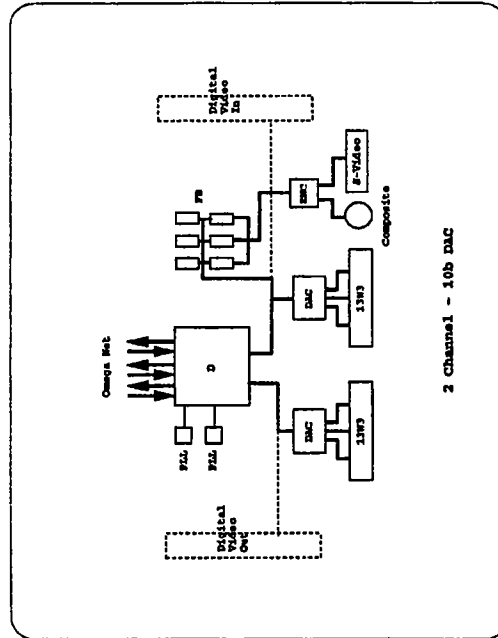 Omega Net
PLL
PLL
D
FB
Digital
Video
Out
Digital
Video
In
DAC
DAC
ENC
13W3
13W3
S-Video
Composite
2 Channel - 10b DAC